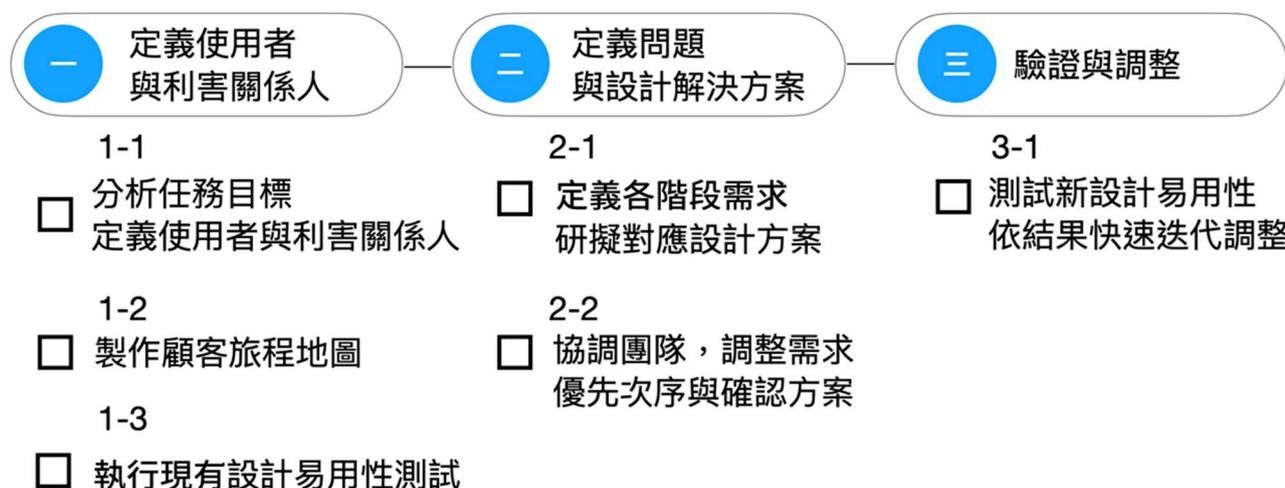 一
定義使用者
與利害關係人
二
定義問題
與設計解決方案
三
驗證與調整
1-1
分析任務目標
定義使用者與利害關係人
1-2
製作顧客旅程地圖
1-3
執行現有設計易用性測試
2-1
定義各階段需求
研擬對應設計方案
2-2
協調團隊，調整需求
優先次序與確認方案
3-1
測試新設計易用性
依結果快速迭代調整